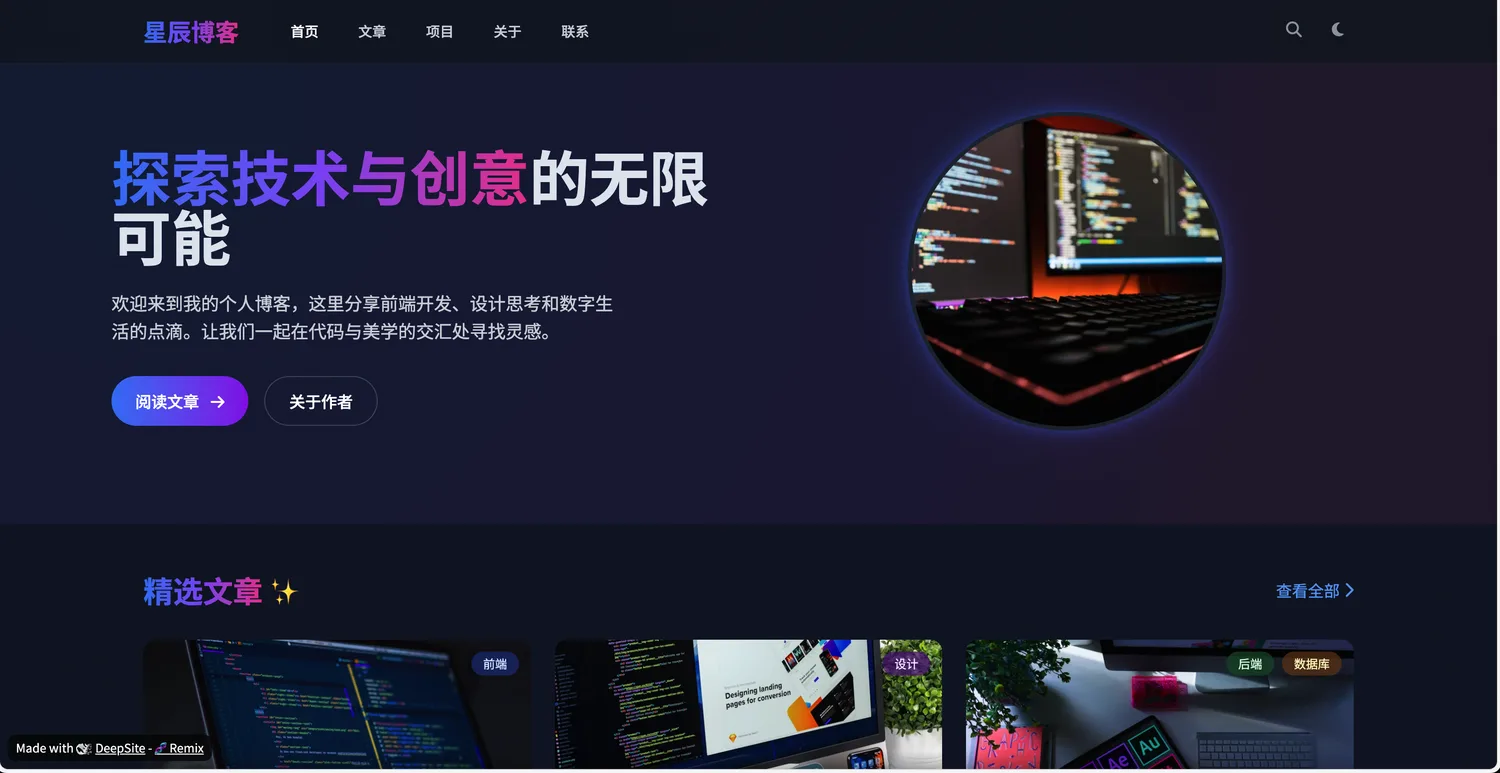 星辰博客
首页 文章 项目 关于 联系
探索技术与创意的无限
可能
欢迎来到我的个人博客，这里分享前端开发、设计思考和数字生
活的点滴。让我们一起在代码与美学的交汇处寻找灵感。
阅读文章 → 关于作者
精选文章 ✨
查看全部
前端
设计
后端 数据库
Designing landing
pages for conversion
Ae
Au
Made with DeepSite - 🧬 Remix